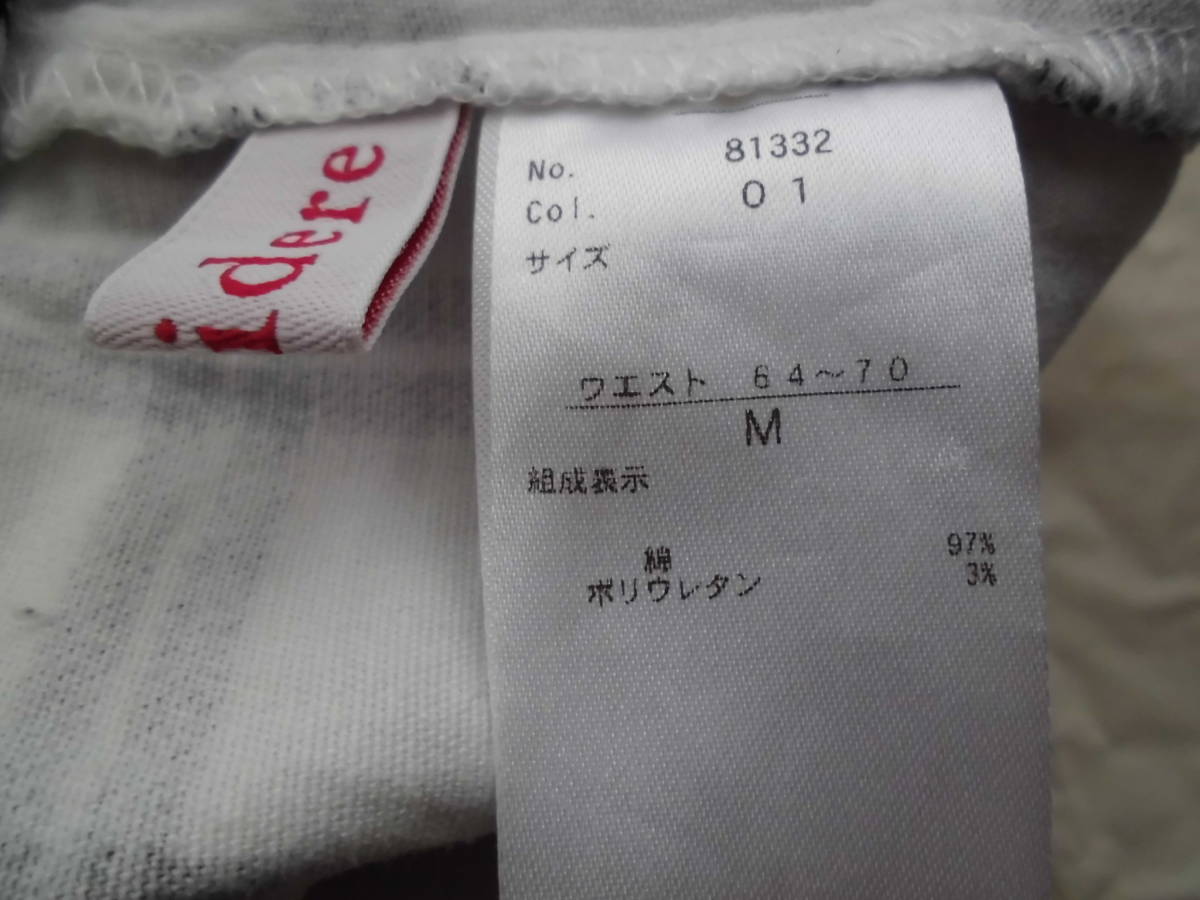 idere
No. 81332
Col. 01
サイズ
ウエスト 64～70
M
組成表示
綿 97%
ポリウレタン 3%